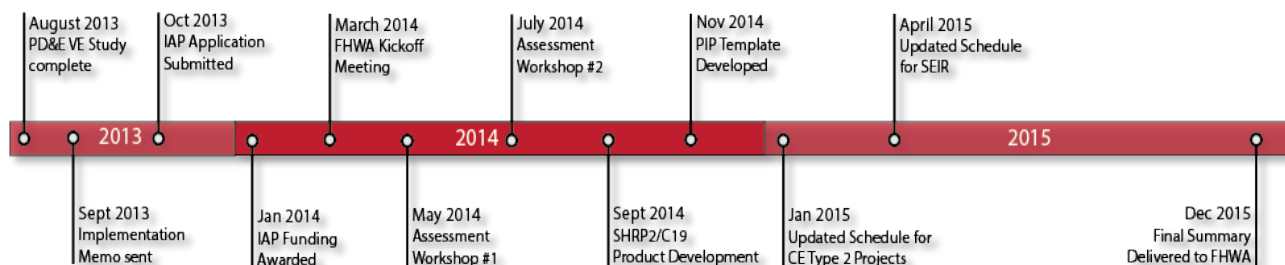 August 2013
PD&E VE Study
complete
Oct 2013
IAP Application
Submitted
March 2014
FHWA Kickoff
Meeting
July 2014
Assessment
Workshop #2
Nov 2014
PIP Template
Developed
April 2015
Updated Schedule
for SEIR
2013
2014
2015
Sept 2013
Implementation
Memo sent
Jan 2014
IAP Funding
Awarded
May 2014
Assessment
Workshop #1
Sept 2014
SHRP2/C19
Product Development
Jan 2015
Updated Schedule for
CE Type 2 Projects
Dec 2015
Final Summary
Delivered to FHWA